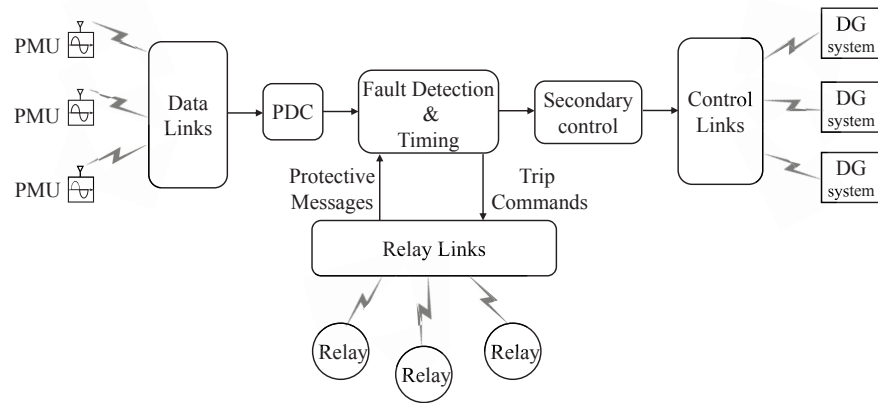 PMU
PMU
PMU
Data
Links
PDC
Fault Detection
&
Timing
Secondary
control
Control
Links
DG
system
DG
system
DG
system
Protective
Messages
Trip
Commands
Relay Links
Relay
Relay
Relay